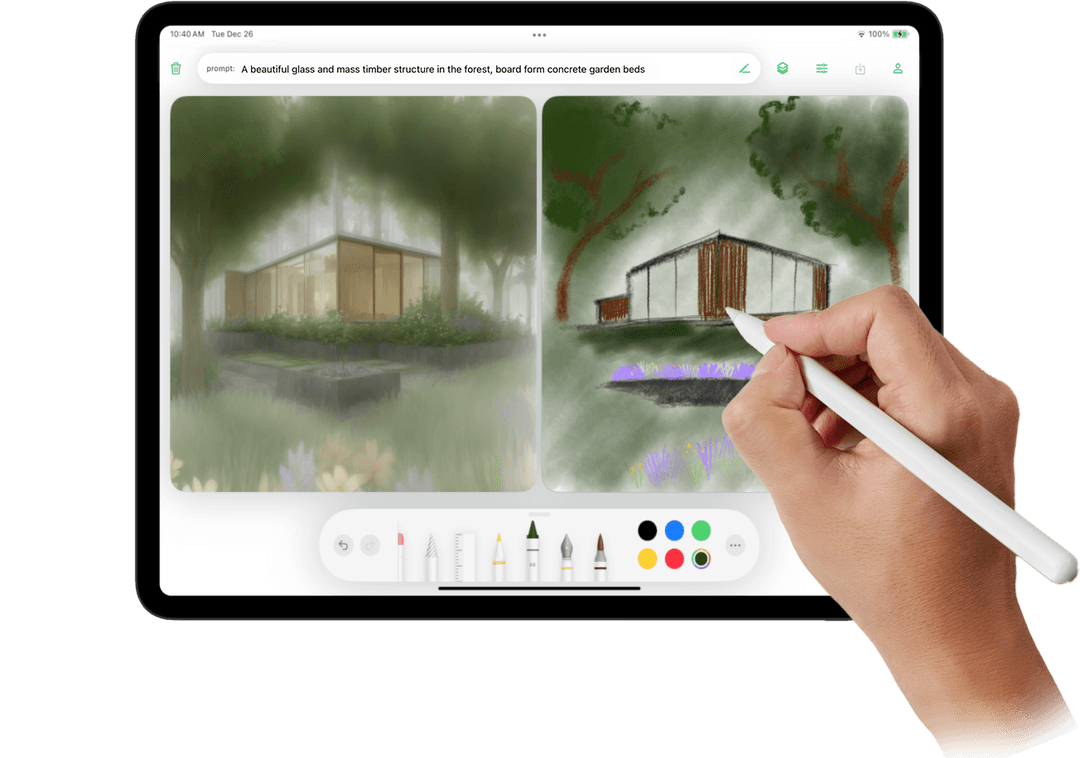 10:40 AM Tue Dec 26
100%
prompt: A beautiful glass and mass timber structure in the forest, board form concrete garden beds